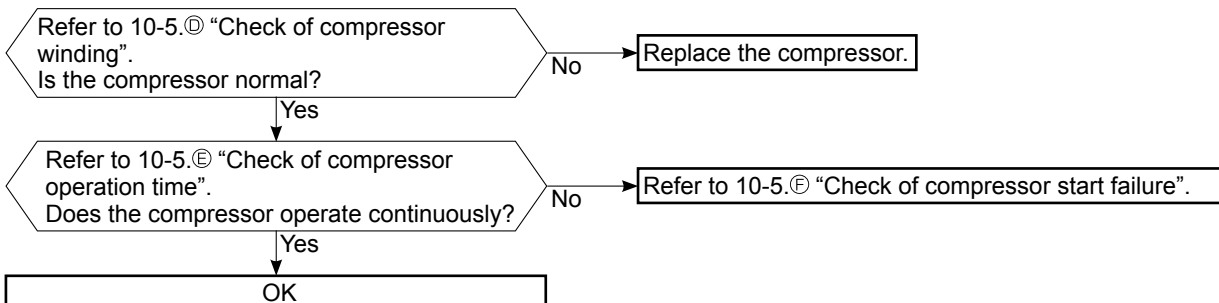 Refer to 10-5.Ⓓ “Check of compressor
winding”.
Is the compressor normal?
No
Replace the compressor.
Yes
Refer to 10-5.Ⓔ “Check of compressor
operation time”.
Does the compressor operate continuously?
No
Refer to 10-5.Ⓕ “Check of compressor start failure”.
Yes
OK